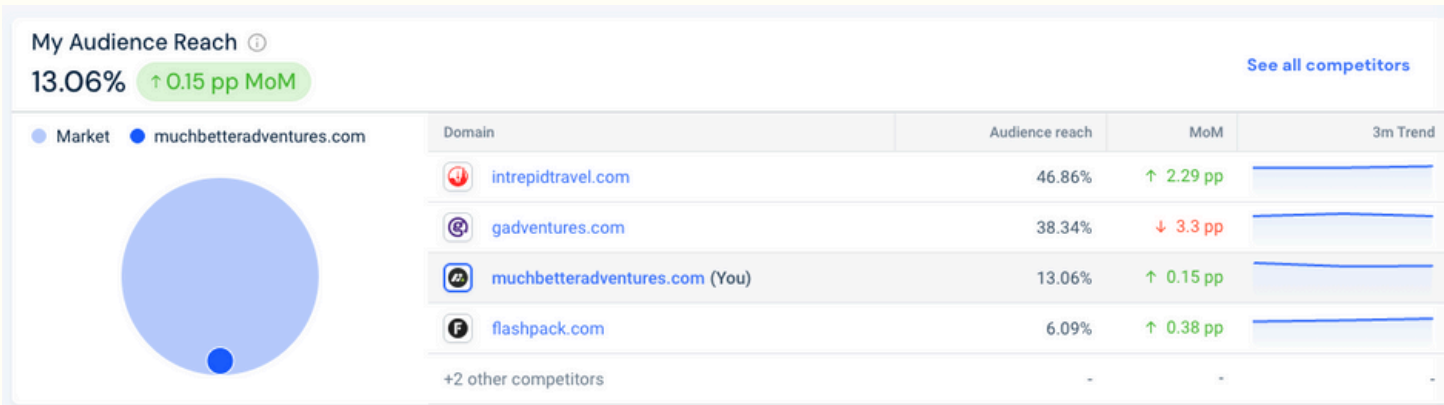 My Audience Reach
13.06% ↑ 0.15 pp MoM
See all competitors
Market muchbetteradventures.com
Domain Audience reach MoM 3m Trend
intrepidtravel.com 46.86% ↑ 2.29 pp
gadventures.com 38.34% ↓ 3.3 pp
muchbetteradventures.com (You) 13.06% ↑ 0.15 pp
flashpack.com 6.09% ↑ 0.38 pp
+2 other competitors - - -